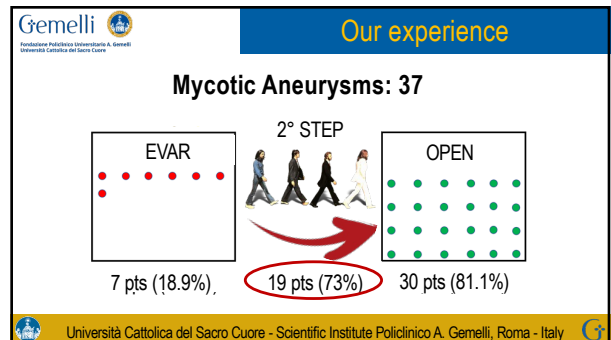 Gemelli
Fondazione Policlinico Universitario A. Gemelli
Università Cattolica del Sacro Cuore
Our experience
Mycotic Aneurysms: 37
2° STEP
EVAR
OPEN
7 pts (18.9%)
19 pts (73%)
30 pts (81.1%)
Università Cattolica del Sacro Cuore - Scientific Institute Policlinico A. Gemelli, Roma - Italy